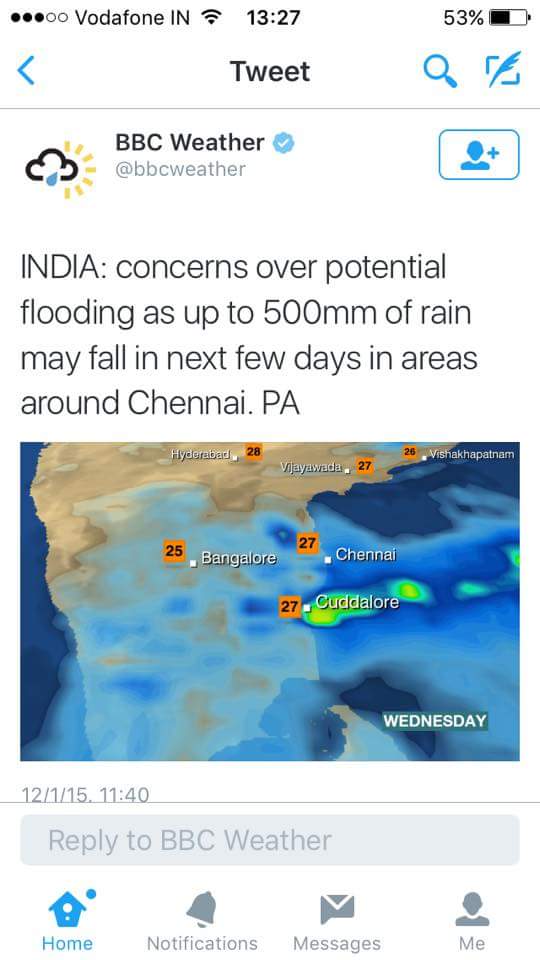 Vodafone IN 13:27 53%
Tweet
BBC Weather
@bbcweather
INDIA: concerns over potential
flooding as up to 500mm of rain
may fall in next few days in areas
around Chennai. PA
Hyderabad 28 26 Vishakhapatnam
Vijayawada 27
25 Bangalore 27 Chennai
27 Cuddalore
WEDNESDAY
12/1/15, 11:40
Reply to BBC Weather
Home Notifications Messages Me